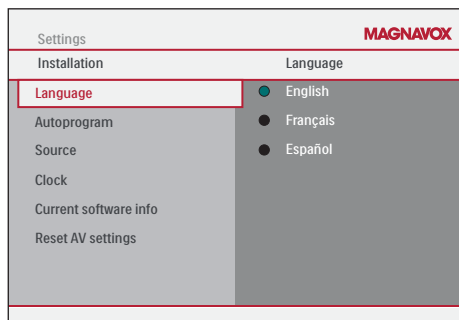 Settings
MAGNAVOX
Installation
Language
Language
English
Autoprogram
Français
Source
Español
Clock
Current software info
Reset AV settings